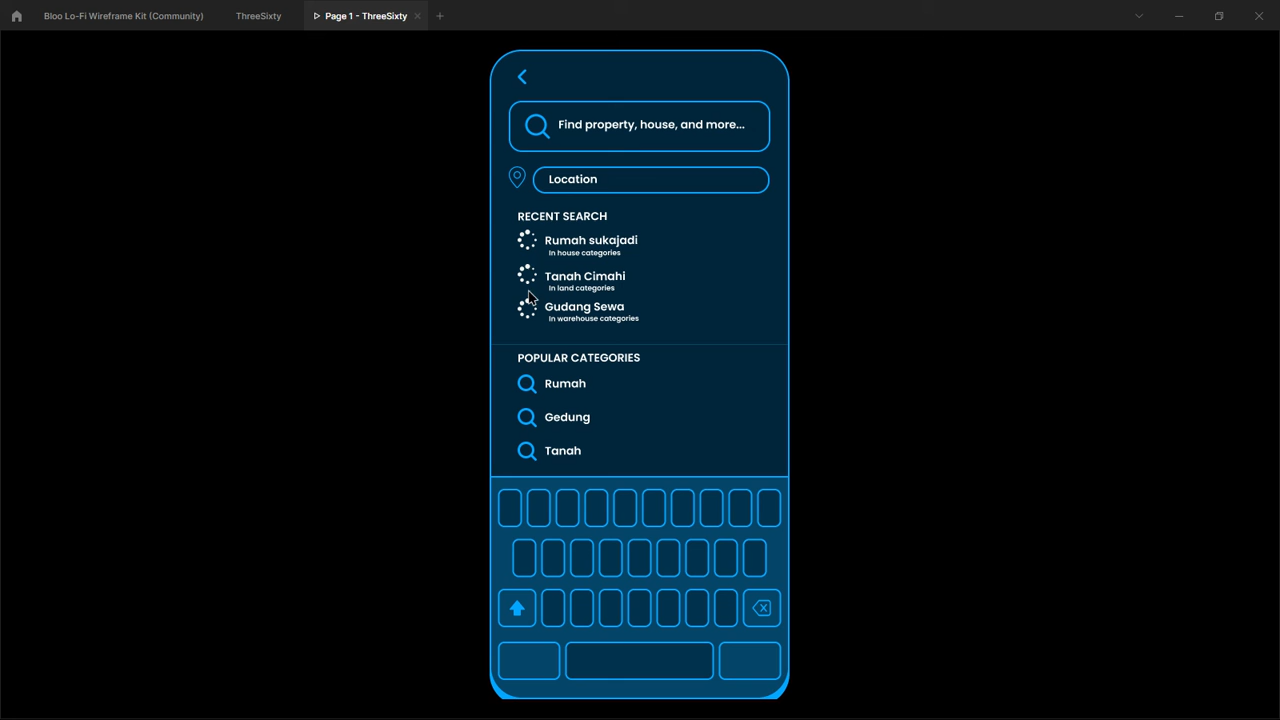 Bloo Lo-Fi Wireframe Kit (Community) ThreeSixty Page 1 - ThreeSixty
Find property, house, and more...
Location
RECENT SEARCH
Rumah sukajadi
In house categories
Tanah Cimahi
In land categories
Gudang Sewa
In warehouse categories
POPULAR CATEGORIES
Rumah
Gedung
Tanah